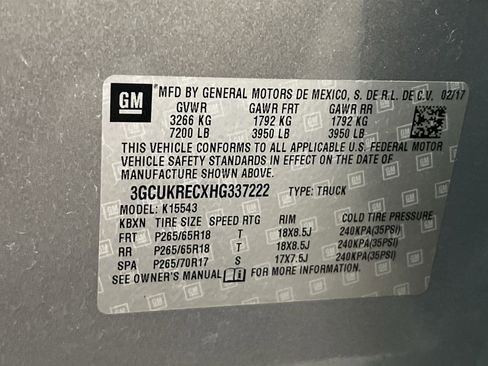 GM MFD BY GENERAL MOTORS DE MEXICO, S. DE R.L. DE C.V. 02/17
GVWR GAWR FRT GAWR RR
3266 KG 1792 KG 1792 KG
7200 LB 3950 LB 3950 LB
THIS VEHICLE CONFORMS TO ALL APPLICABLE U.S. FEDERAL MOTOR
VEHICLE SAFETY STANDARDS IN EFFECT ON THE DATE OF
MANUFACTURE SHOWN ABOVE.
3GCUKRECXHG337222 TYPE: TRUCK
MODEL: K15543
KBXN TIRE SIZE SPEED RTG RIM COLD TIRE PRESSURE
FRT P265/65R18 T 18X8.5J 240KPA(35PSI)
RR P265/65R18 T 18X8.5J 240KPA(35PSI)
SPA P265/70R17 S 17X7.5J 240KPA(35PSI)
SEE OWNER'S MANUAL FOR MORE INFORMATION.